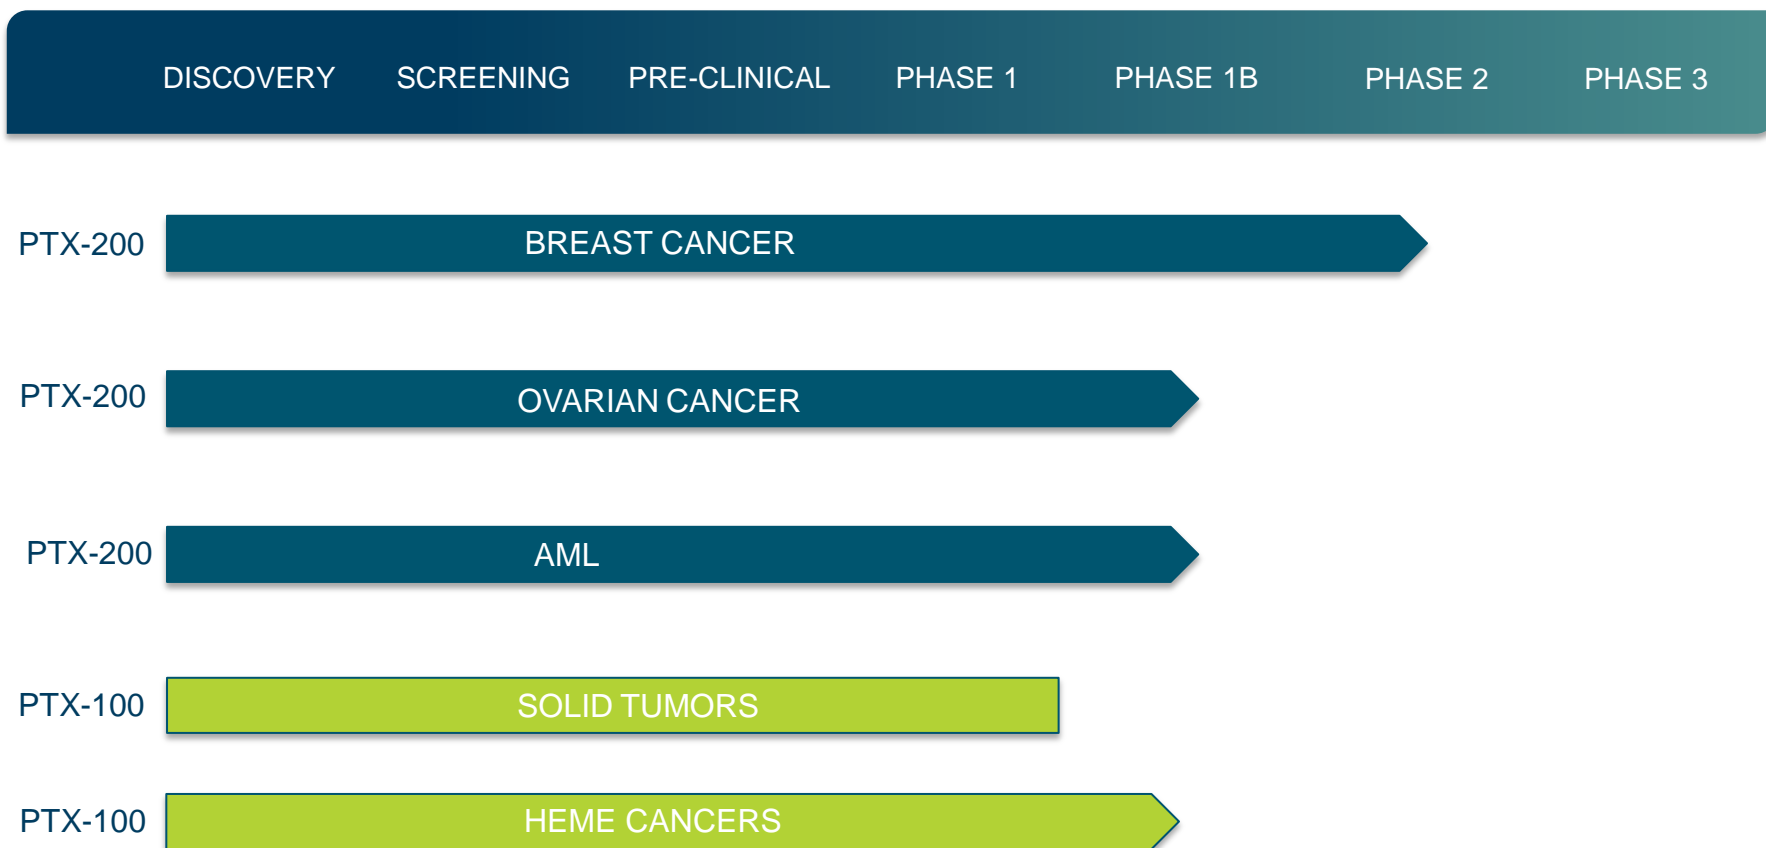 DISCOVERY SCREENING PRE-CLINICAL PHASE 1 PHASE 1B PHASE 2 PHASE 3
PTX-200 BREAST CANCER
PTX-200 OVARIAN CANCER
PTX-200 AML
PTX-100 SOLID TUMORS
PTX-100 HEME CANCERS